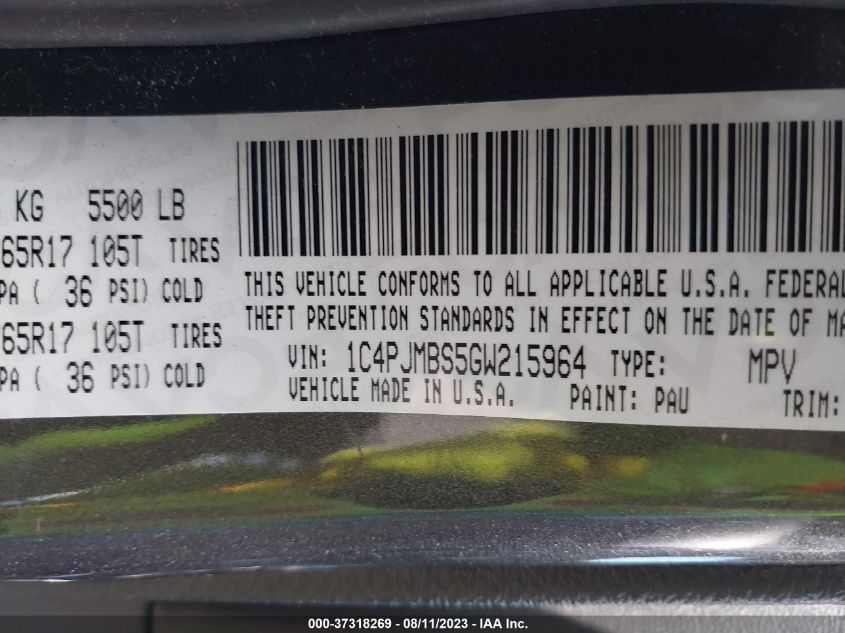 KG 5500 LB
65R17 105T TIRES
PA ( 36 PSI) COLD
65R17 105T TIRES
PA ( 36 PSI) COLD
THIS VEHICLE CONFORMS TO ALL APPLICABLE U.S.A. FEDERAL
THEFT PREVENTION STANDARDS IN EFFECT ON THE DATE OF MA
VIN: 1C4PJMBS5GW215964 TYPE: MPV
VEHICLE MADE IN U.S.A. PAINT: PAU TRIM:
000-37318269 - 08/11/2023 - IAA Inc.